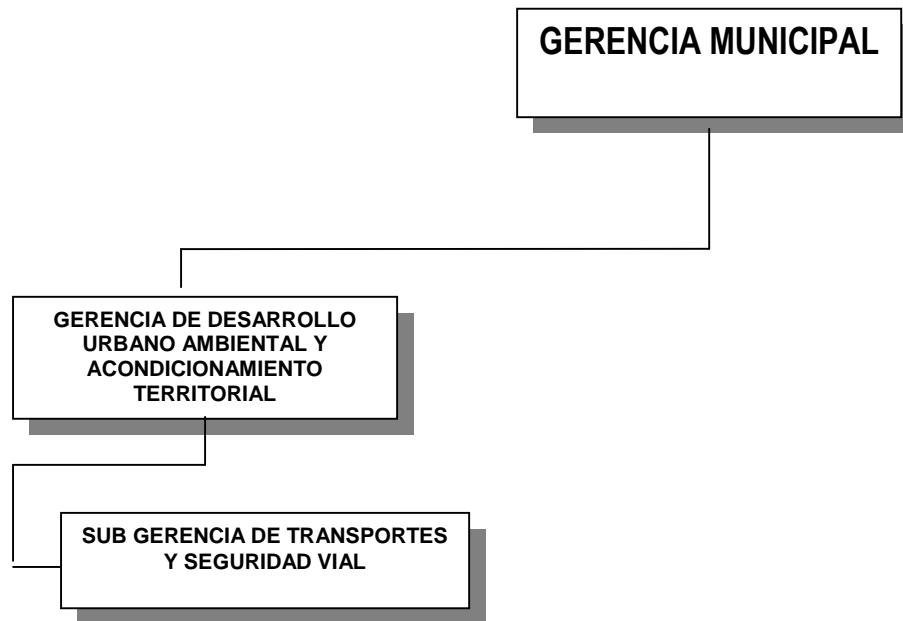 GERENCIA MUNICIPAL
GERENCIA DE DESARROLLO
URBANO AMBIENTAL Y
ACONDICIONAMIENTO
TERRITORIAL
SUB GERENCIA DE TRANSPORTES
Y SEGURIDAD VIAL